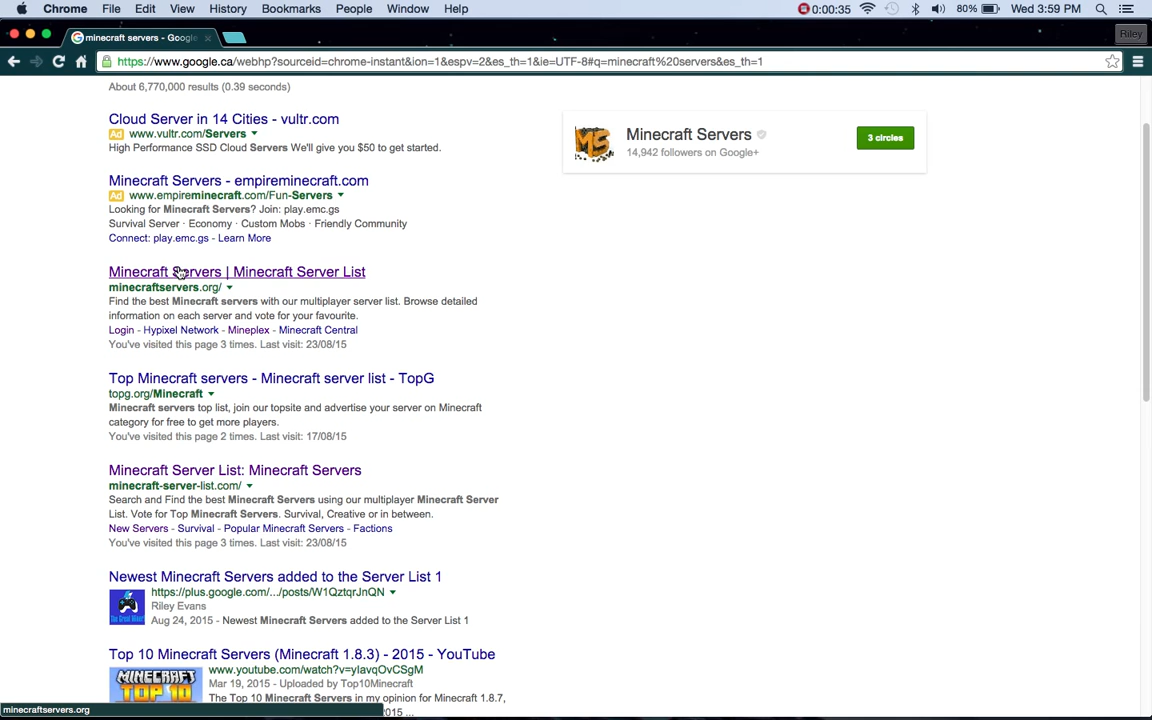 Chrome File Edit View History Bookmarks People Window Help 0:00:35 80% Wed 3:59 PM
minecraft servers - Google Riley
https://www.google.ca/webhp?sourceid=chrome-instant&ion=1&espv=2&es_th=1&ie=UTF-8#q=minecraft%20servers&es_th=1
About 6,770,000 results (0.39 seconds)
Cloud Server in 14 Cities - vultr.com
Ad www.vultr.com/Servers
High Performance SSD Cloud Servers We'll give you $50 to get started.
Minecraft Servers - empireminecraft.com
Ad www.empireminecraft.com/Fun-Servers
Looking for Minecraft Servers? Join: play.emc.gs
Survival Server · Economy · Custom Mobs · Friendly Community
Connect: play.emc.gs - Learn More
Minecraft Servers | Minecraft Server List
minecraftservers.org/
Find the best Minecraft servers with our multiplayer server list. Browse detailed
information on each server and vote for your favourite.
Login - Hypixel Network - Mineplex - Minecraft Central
You've visited this page 3 times. Last visit: 23/08/15
Top Minecraft servers - Minecraft server list - TopG
topg.org/Minecraft
Minecraft servers top list, join our topsite and advertise your server on Minecraft
category for free to get more players.
You've visited this page 2 times. Last visit: 17/08/15
Minecraft Server List: Minecraft Servers
minecraft-server-list.com/
Search and Find the best Minecraft Servers using our multiplayer Minecraft Server
List. Vote for Top Minecraft Servers. Survival, Creative or in between.
New Servers - Survival - Popular Minecraft Servers - Factions
You've visited this page 3 times. Last visit: 23/08/15
Newest Minecraft Servers added to the Server List 1
https://plus.google.com/.../posts/W1QztqrJnQN
Riley Evans
Aug 24, 2015 - Newest Minecraft Servers added to the Server List 1
The Great Miner
Top 10 Minecraft Servers (Minecraft 1.8.3) - 2015 - YouTube
www.youtube.com/watch?v=yIavqOvCSgM
Mar 19, 2015 - Uploaded by Top10Minecraft
The Top 10 Minecraft Servers in my opinion for Minecraft 1.8.7,
2015 ...
MINECRAFT
TOP 10
minecraftservers.org
MS
Minecraft Servers
14,942 followers on Google+
3 circles